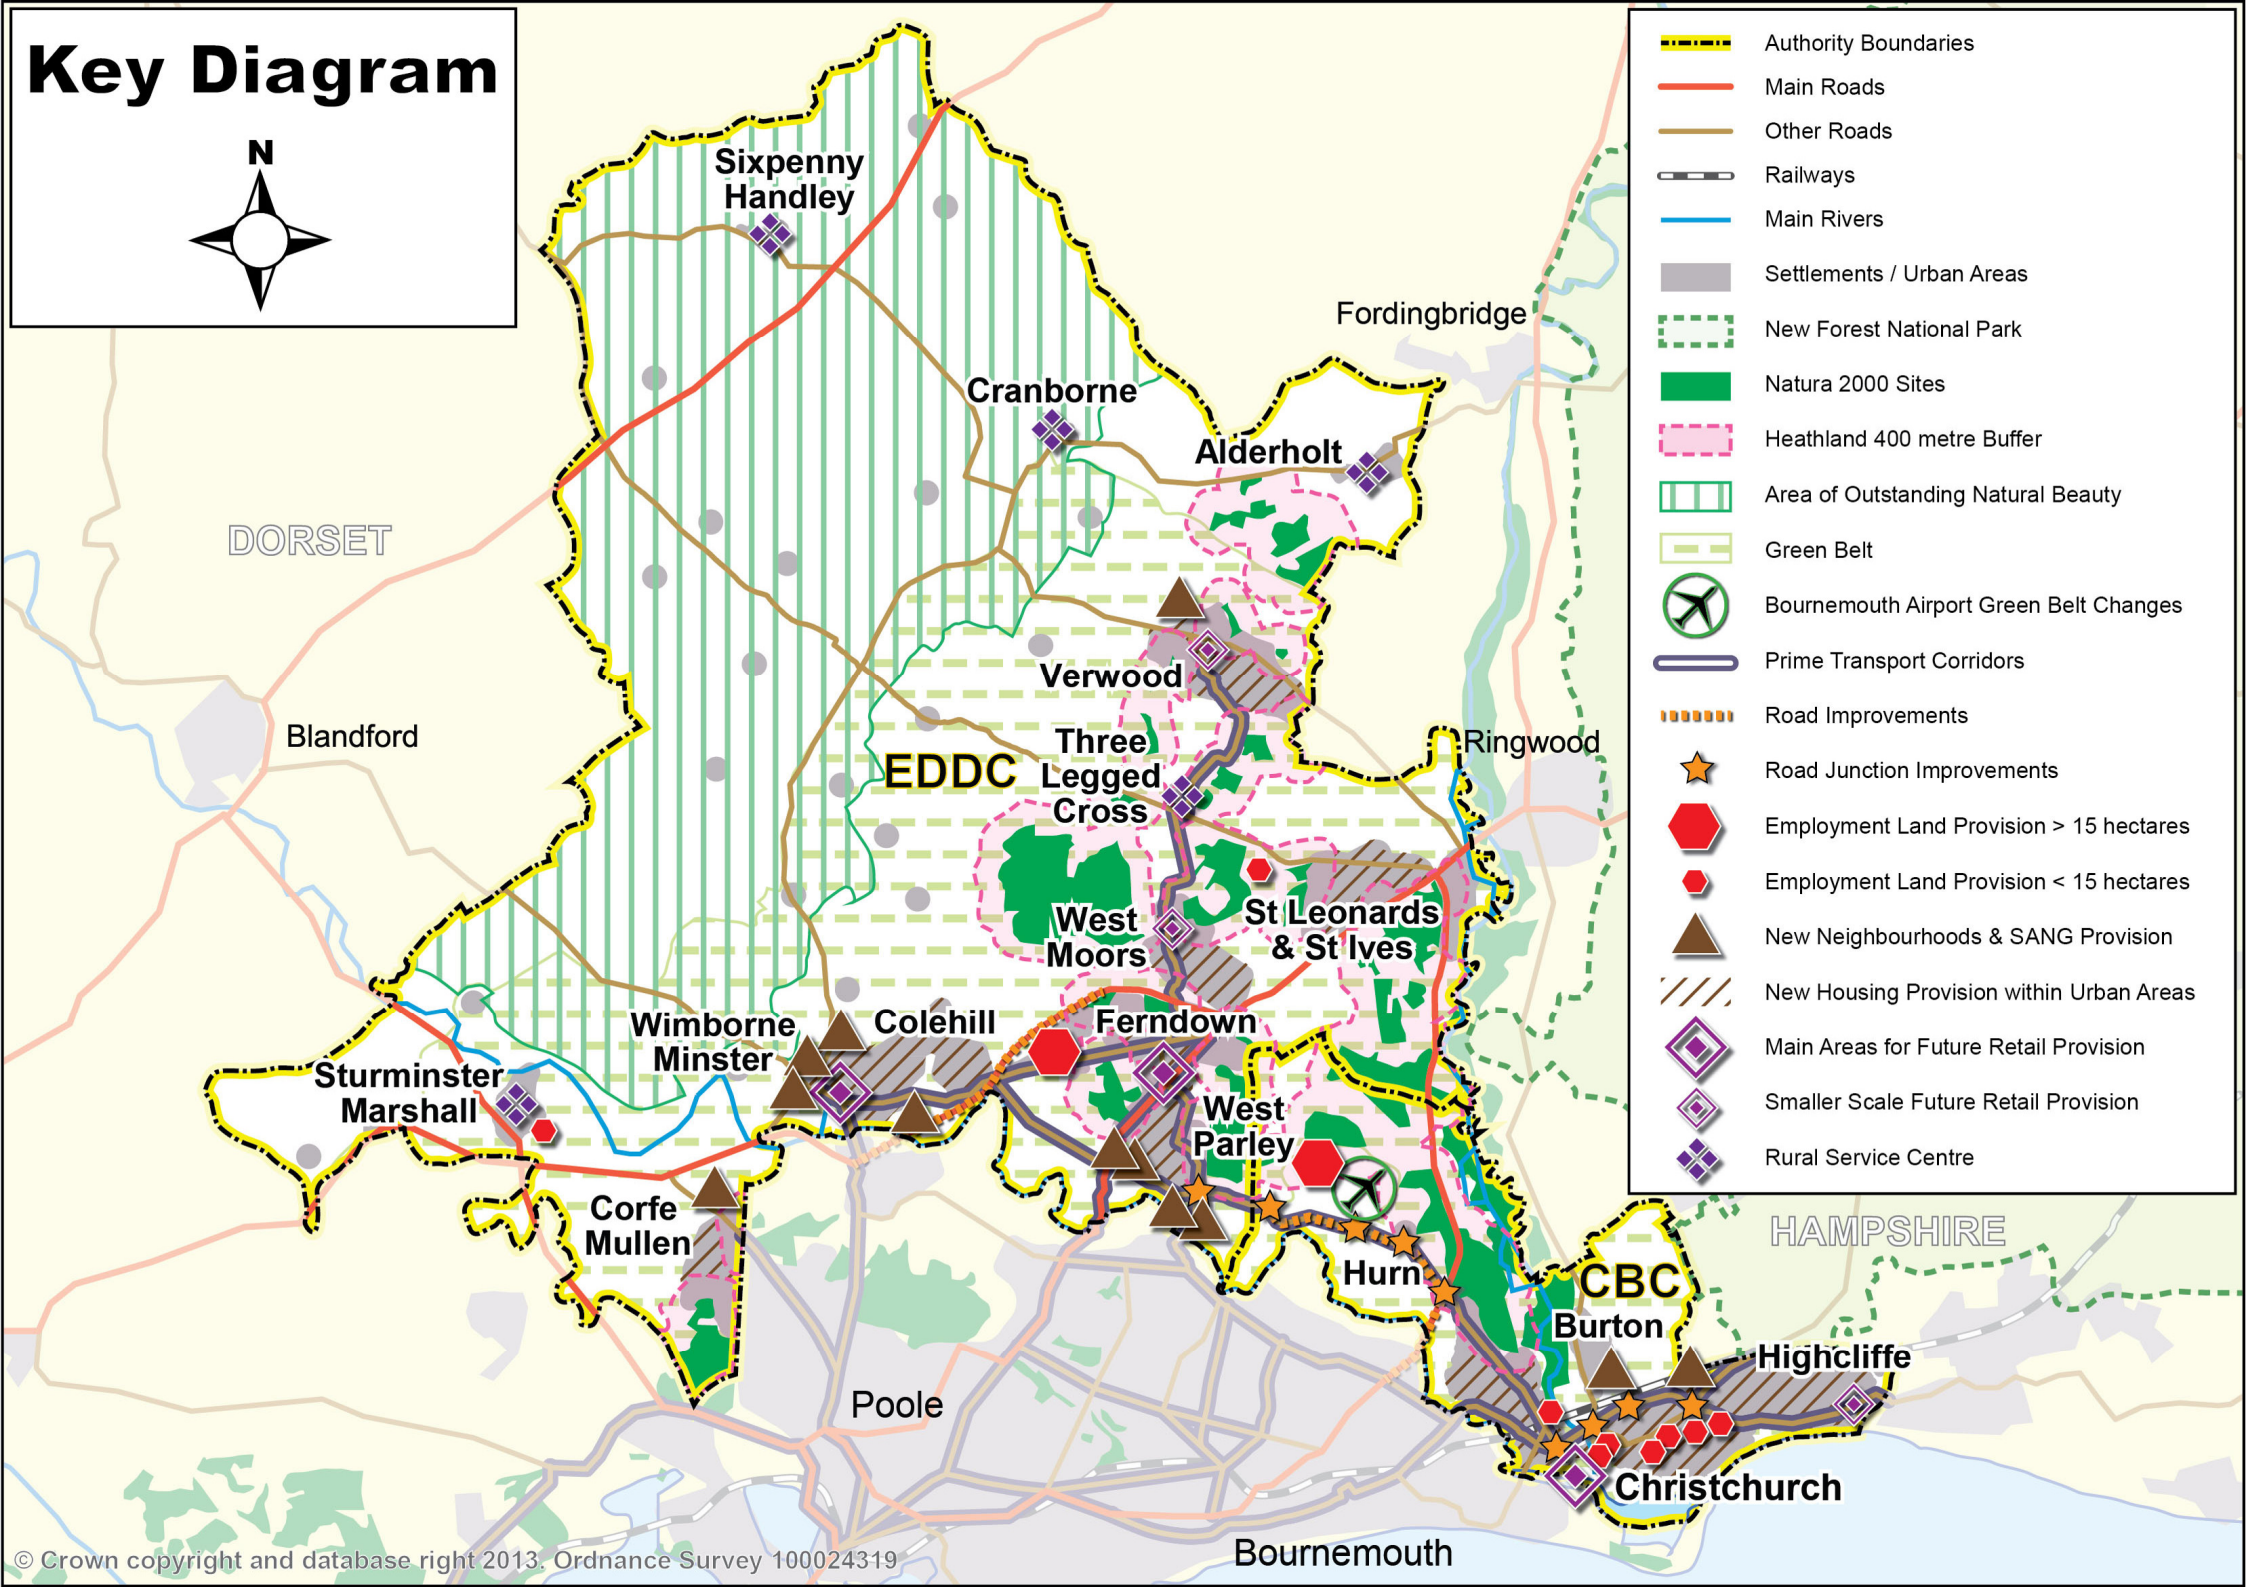 Key Diagram
N
Authority Boundaries
Main Roads
Other Roads
Railways
Main Rivers
Settlements / Urban Areas
New Forest National Park
Natura 2000 Sites
Heathland 400 metre Buffer
Area of Outstanding Natural Beauty
Green Belt
Bournemouth Airport Green Belt Changes
Prime Transport Corridors
Road Improvements
Road Junction Improvements
Employment Land Provision > 15 hectares
Employment Land Provision < 15 hectares
New Neighbourhoods & SANG Provision
New Housing Provision within Urban Areas
Main Areas for Future Retail Provision
Smaller Scale Future Retail Provision
Rural Service Centre
Sixpenny
Handley
Fordingbridge
Cranborne
Alderholt
DORSET
Verwood
Blandford
Three
Legged
Cross
EDDC
Ringwood
West
Moors
St Leonards
& St Ives
Wimborne
Minster
Colehill
Ferndown
Sturminster
Marshall
West
Parley
Corfe
Mullen
Hurn
HAMPSHIRE
CBC
Burton
Highcliffe
Poole
Christchurch
Bournemouth
© Crown copyright and database right 2013. Ordnance Survey 100024319